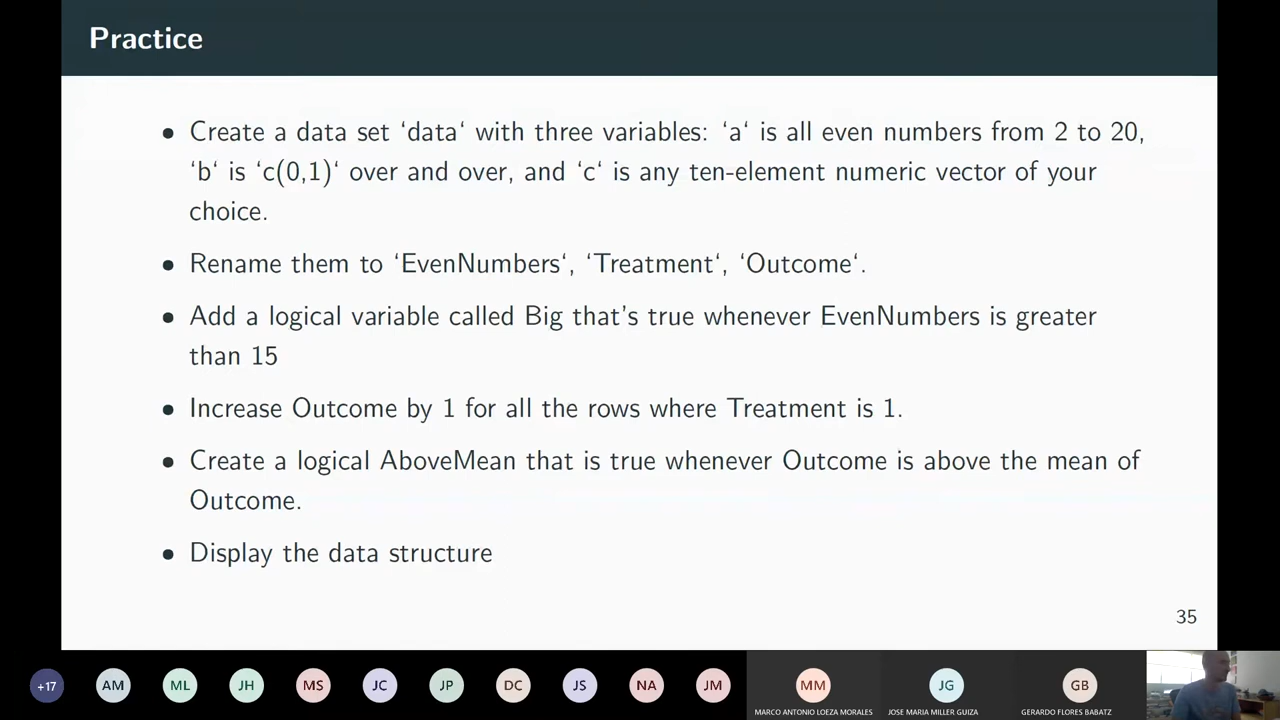 Practice
• Create a data set ‘data‘ with three variables: ‘a‘ is all even numbers from 2 to 20,
‘b‘ is ‘c(0,1)‘ over and over, and ‘c‘ is any ten-element numeric vector of your
choice.
• Rename them to ‘EvenNumbers‘, ‘Treatment‘, ‘Outcome‘.
• Add a logical variable called Big that's true whenever EvenNumbers is greater
than 15
• Increase Outcome by 1 for all the rows where Treatment is 1.
• Create a logical AboveMean that is true whenever Outcome is above the mean of
Outcome.
• Display the data structure
35
+17 AM ML JH MS JC JP DC JS NA JM MM JG GB
MARCO ANTONIO LOEZA MORALES JOSE MARIA MILLER GUIZA GERARDO FLORES BABATZ